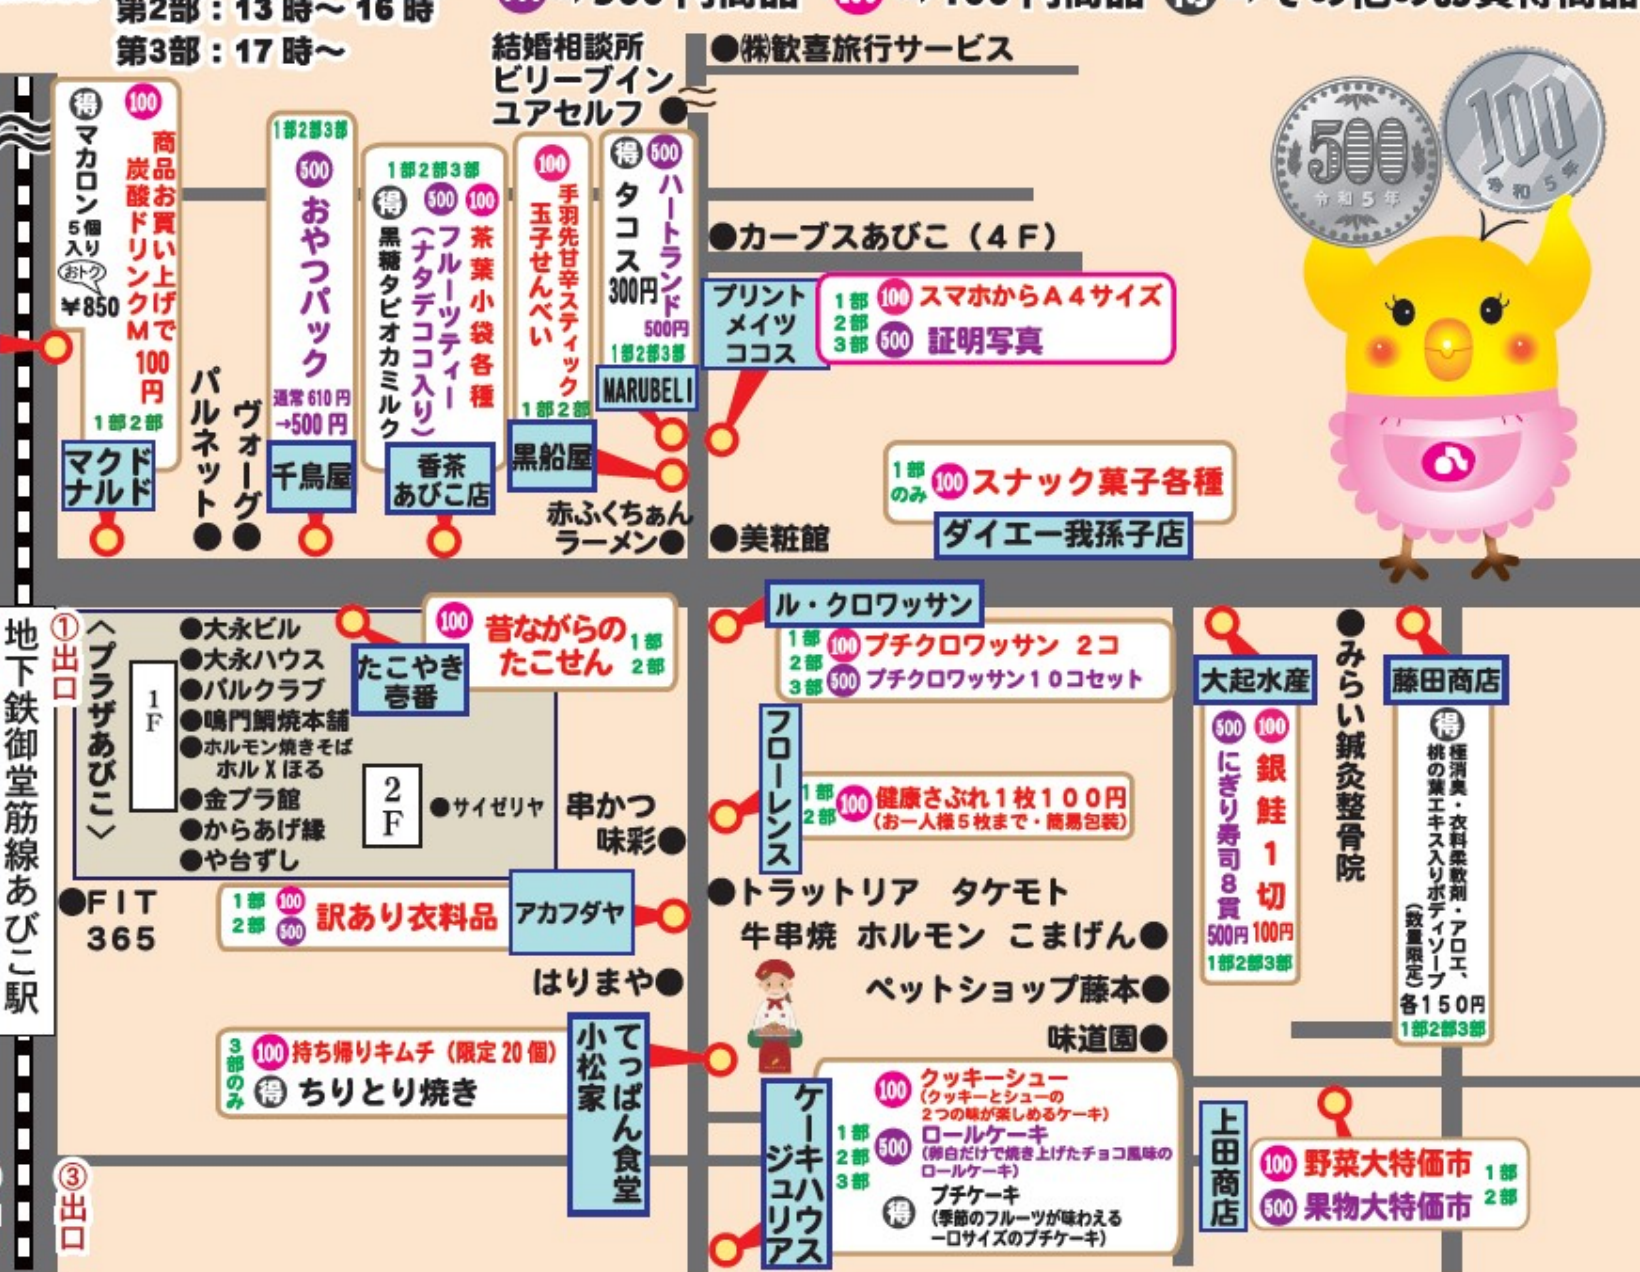 第2部：13時～16時
第3部：17時～
500 → 500円商品
100 → 100円商品
得
結婚相談所
ビリーブイン
ユアセルフ●
●㈱歓喜旅行サービス
得 マカロン
5個
入り
おトク
¥850
100 商品お買い上げで
炭酸ドリンクM
100
円
1部2部
マクド
ナルド
パルネット●
ヴォーグ●
1部2部3部
500
おやつパック
通常610円
→500円
千鳥屋
1部2部3部
100 茶葉小袋各種
500 フルーツティー
（ナタデココ入り）
得 黒糖タピオカミルク
香茶
あびこ店
100
手羽先甘辛スティック
玉子せんべい
1部2部
黒船屋
500 ハートランド
500円
得 タコス
300円
1部2部3部
MARUBELI
赤ふくちぁん
ラーメン●
●カーブスあびこ（4F）
プリント
メイツ
ココス
1部
2部
3部
100 スマホからA4サイズ
500 証明写真
500
令和5年
100
令和5年
1部
のみ
100 スナック菓子各種
ダイエー我孫子店
●美粧館
地下鉄御堂筋線あびこ駅
①出口
〈プラザあびこ〉
1F
●大永ビル
●大永ハウス
●パルクラブ
●鳴門鯛焼本舗
●ホルモン焼きそば
ホルXほる
●金プラ館
●からあげ縁
●や台ずし
2F
●サイゼリヤ
たこやき
壱番
100 昔ながらの
たこせん
1部
2部
●FIT
365
串かつ
味彩●
1部
2部
100
500
訳あり衣料品
アカフダヤ
はりまや●
3部のみ
100 持ち帰りキムチ（限定20個）
得 ちりとり焼き
てっぱん食堂
小松家
③出口
ル・クロワッサン
1部
2部
3部
100 プチクロワッサン 2コ
500 プチクロワッサン10コセット
フローレンス
1部
2部
100 健康さぶれ1枚100円
（お一人様5枚まで・簡易包装）
●トラットリア タケモト
牛串焼 ホルモン こまげん●
ペットショップ藤本●
味道園●
ケーキハウス
ジュリア
1部
2部
3部
100 クッキーシュー
（クッキーとシューの
2つの味が楽しめるケーキ）
500 ロールケーキ
（卵白だけで焼き上げたチョコ風味の
ロールケーキ）
得 プチケーキ
（季節のフルーツが味わえる
一口サイズのプチケーキ）
大起水産
100 銀鮭1切
100円
500 にぎり寿司8貫
500円
1部2部3部
●みらい鍼灸整骨院
藤田商店
得
極消臭・衣料柔軟剤・アロエ、
桃の葉エキス入りボディソープ
（数量限定）
各150円
1部2部3部
上田商店
100 野菜大特価市
500 果物大特価市
1部
2部